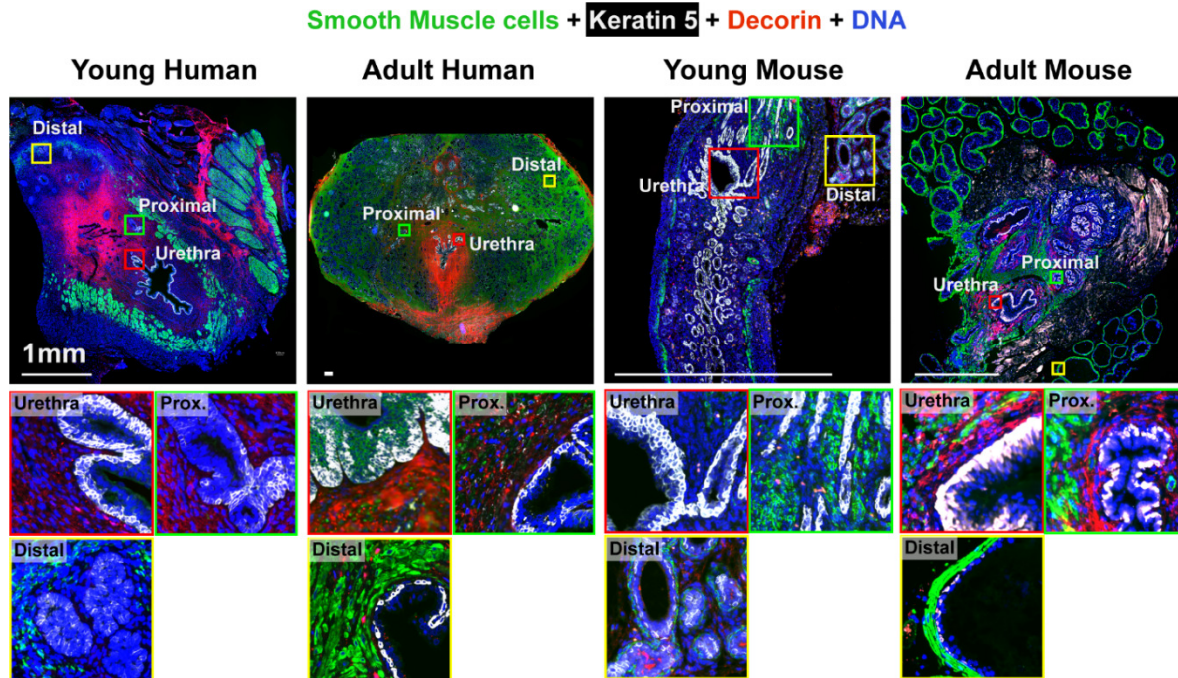 Smooth Muscle cells + Keratin 5 + Decorin + DNA
Young Human
Adult Human
Young Mouse
Adult Mouse
Distal
Proximal
Urethra
1mm
Distal
Proximal
Urethra
Proximal
Urethra
Distal
Proximal
Urethra
Urethra
Prox.
Urethra
Prox.
Urethra
Prox.
Urethra
Prox.
Distal
Distal
Distal
Distal